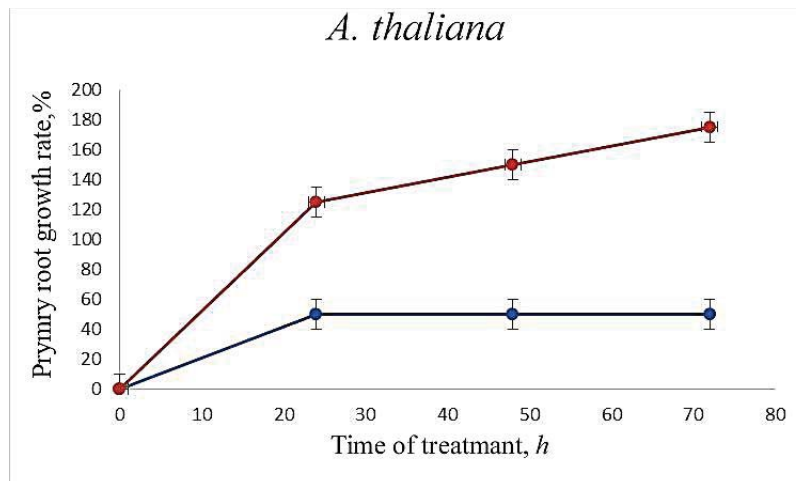 A. thaliana
Prymry root growth rate,%
200
180
160
140
120
100
80
60
40
20
0
0 10 20 30 40 50 60 70 80
Time of treatmant, h